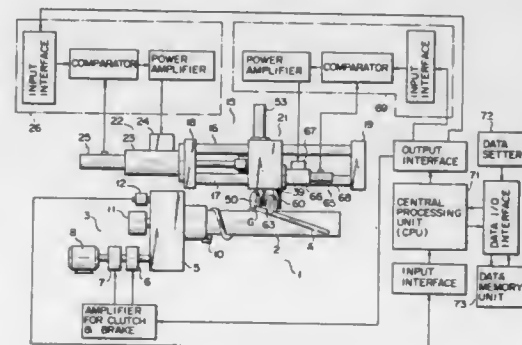 INPUT INTERFACE
COMPARATOR
POWER AMPLIFIER
POWER AMPLIFIER
COMPARATOR
INPUT INTERFACE
26
25
22
23
24
18
15
16
53
21
67
19
69
72
OUTPUT INTERFACE
DATA SETTER
71
CENTRAL PROCESSING UNIT (CPU)
DATA I/O INTERFACE
INPUT INTERFACE
DATA MEMORY UNIT
73
17
12
50
G
63
39
60
66
65
68
3
11
8
7
6
5
10
2
A
1
AMPLIFIER FOR CLUTCH & BRAKE